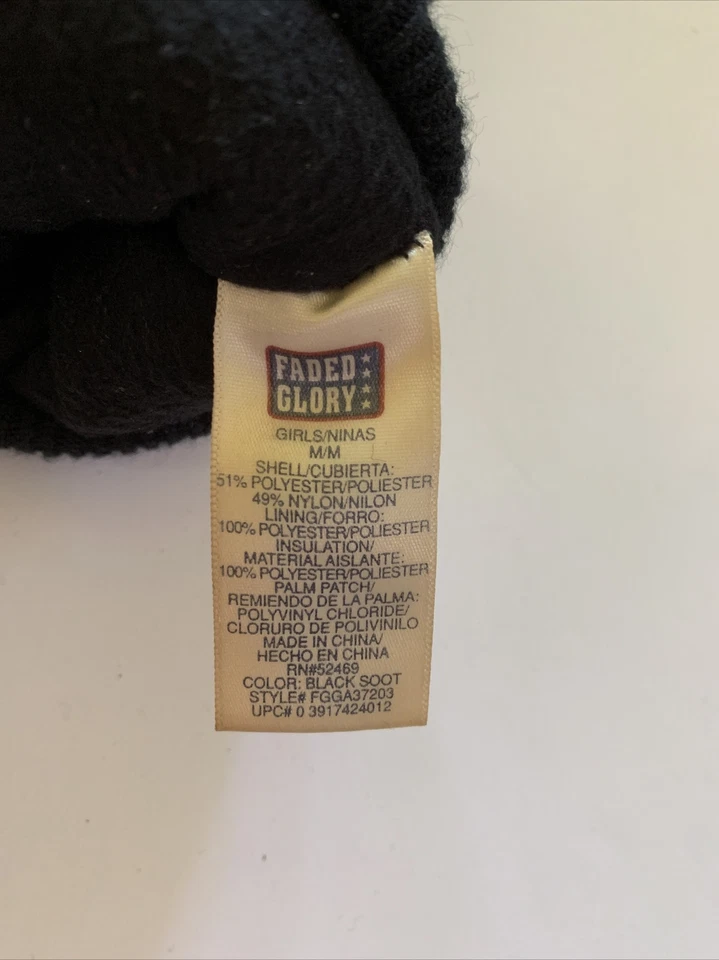 FADED
GLORY
GIRLS/NINAS
M/M
SHELL/CUBIERTA:
51% POLYESTER/POLIESTER
49% NYLON/NILON
LINING/FORRO:
100% POLYESTER/POLIESTER
INSULATION/
MATERIAL AISLANTE:
100% POLYESTER/POLIESTER
PALM PATCH/
REMIENDO DE LA PALMA:
POLYVINYL CHLORIDE/
CLORURO DE POLIVINILO
MADE IN CHINA/
HECHO EN CHINA
RN#52469
COLOR: BLACK SOOT
STYLE# FGGA37203
UPC# 0 3917424012